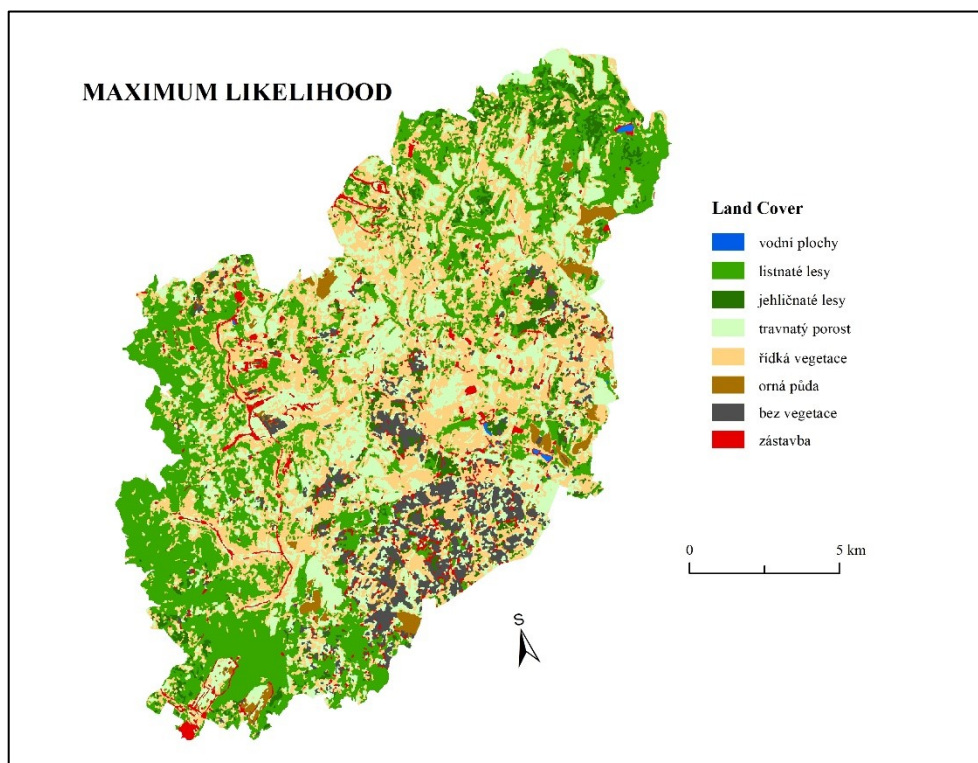 MAXIMUM LIKELIHOOD
Land Cover
vodní plochy
listnaté lesy
jehličnaté lesy
travnatý porost
řídká vegetace
orná půda
bez vegetace
zástavba
0 5 km
S